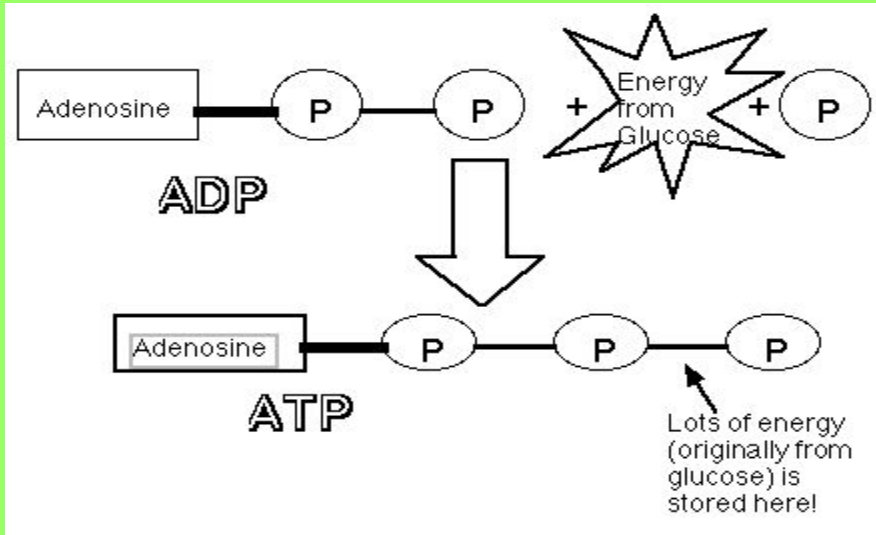 Adenosine
P
P
+
Energy
from
Glucose
+
P
ADP
Adenosine
P
P
P
ATP
Lots of energy
(originally from
glucose) is
stored here!